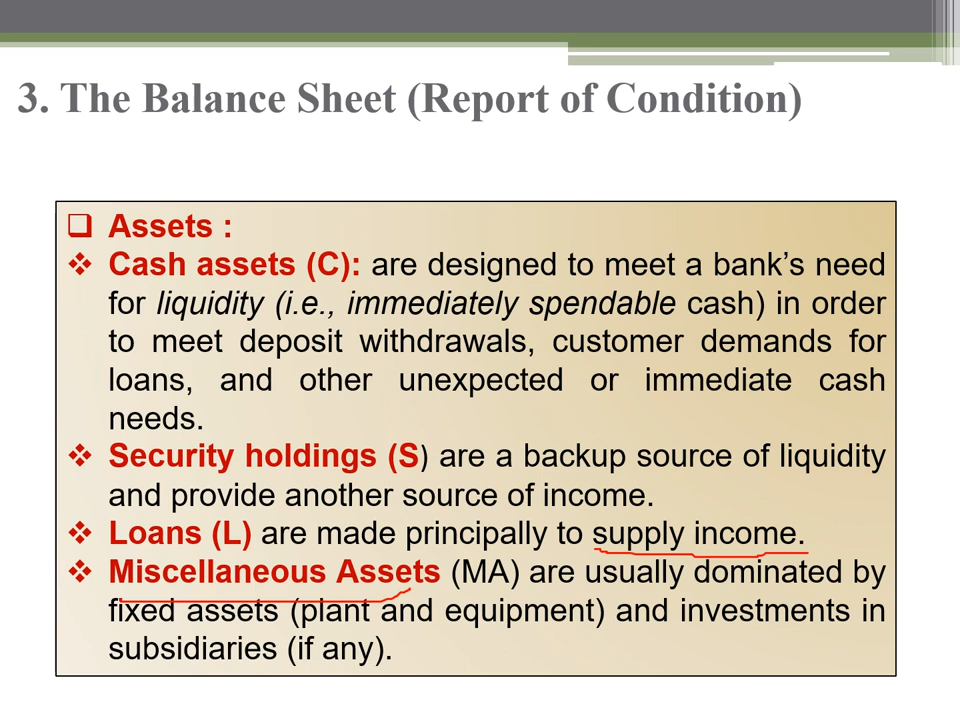 3. The Balance Sheet (Report of Condition)
Assets :
Cash assets (C): are designed to meet a bank’s need
for liquidity (i.e., immediately spendable cash) in order
to meet deposit withdrawals, customer demands for
loans, and other unexpected or immediate cash
needs.
Security holdings (S) are a backup source of liquidity
and provide another source of income.
Loans (L) are made principally to supply income.
Miscellaneous Assets (MA) are usually dominated by
fixed assets (plant and equipment) and investments in
subsidiaries (if any).